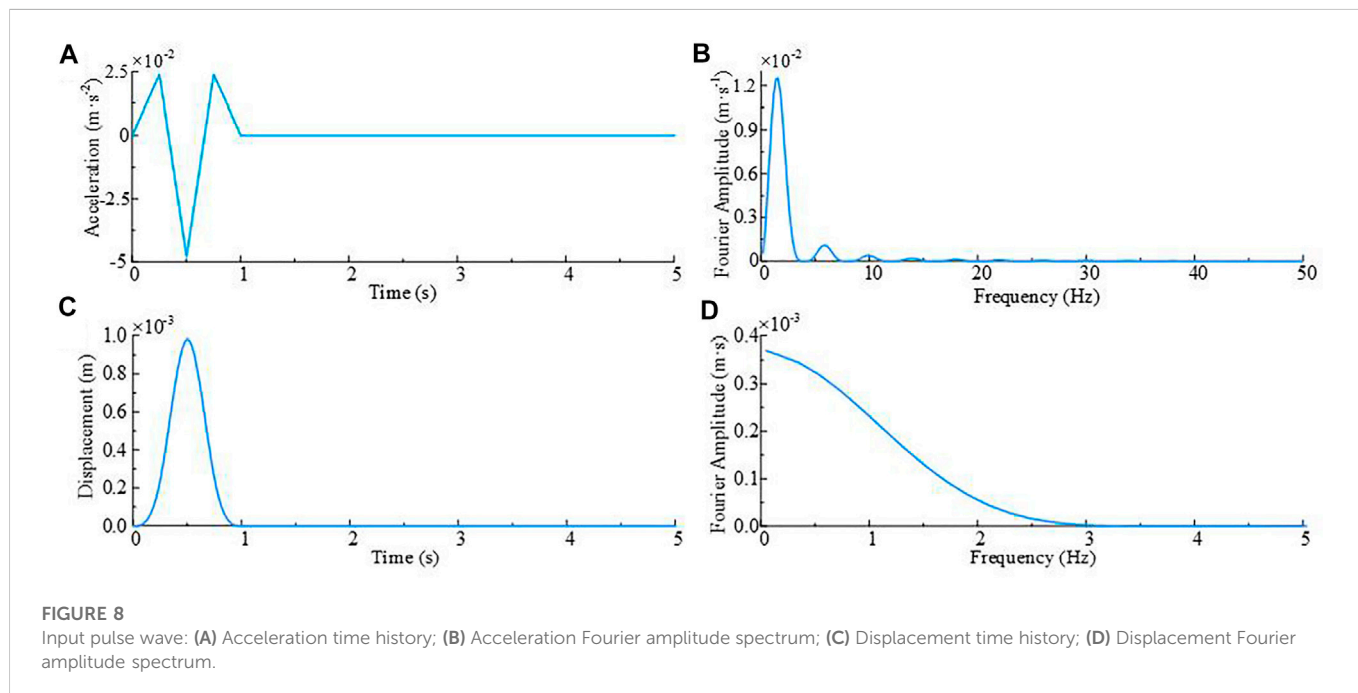 A
×10-2
2.5
0
-2.5
-5
Acceleration (m·s-2)
0 1 2 3 4 5
Time (s)
B
×10-2
1.2
0.9
0.6
0.3
0
Fourier Amplitude (m·s-1)
0 10 20 30 40 50
Frequency (Hz)
C
×10-3
1.0
0.8
0.6
0.4
0.2
0.0
Displacement (m)
0 1 2 3 4 5
Time (s)
D
×10-3
0.4
0.3
0.2
0.1
0.0
Fourier Amplitude (m·s)
0 1 2 3 4 5
Frequency (Hz)
FIGURE 8
Input pulse wave: (A) Acceleration time history; (B) Acceleration Fourier amplitude spectrum; (C) Displacement time history; (D) Displacement Fourier
amplitude spectrum.